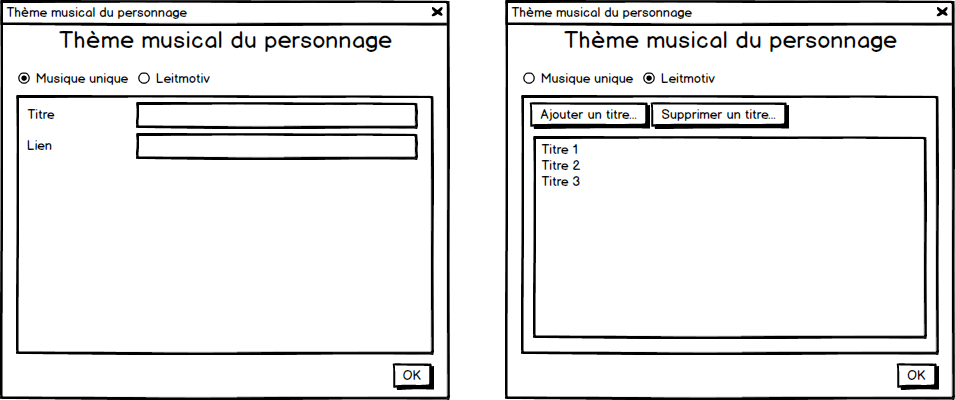 Thème musical du personnage
Thème musical du personnage
Musique unique Leitmotiv
Titre
Lien
OK
Thème musical du personnage
Thème musical du personnage
Musique unique Leitmotiv
Ajouter un titre... Supprimer un titre...
Titre 1
Titre 2
Titre 3
OK